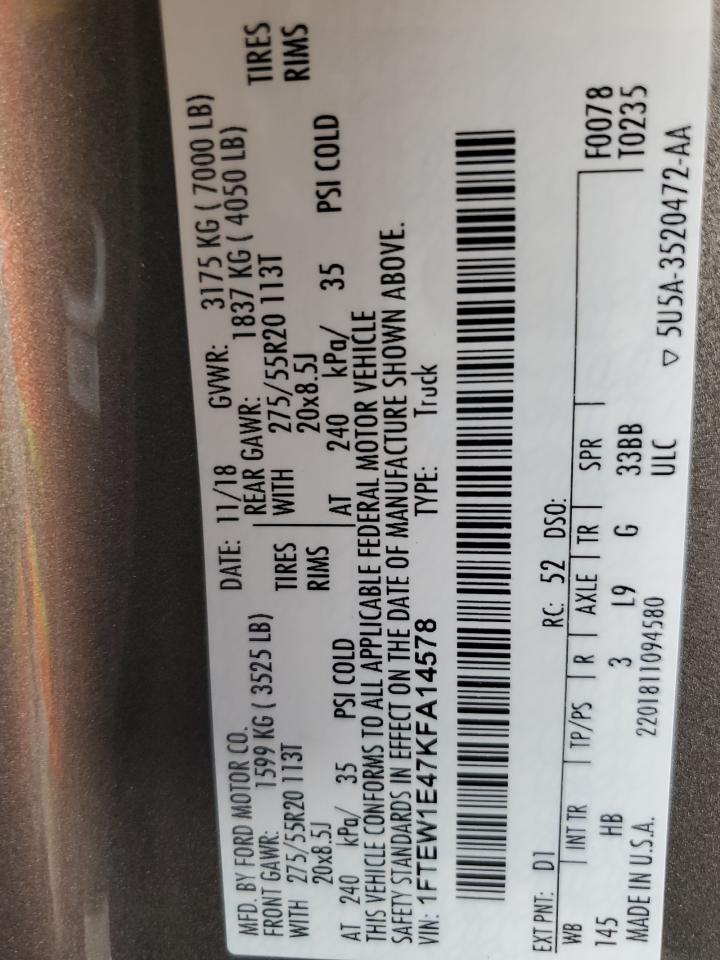 MFD. BY FORD MOTOR CO. DATE: 11/18 GVWR: 3175 KG ( 7000 LB)
FRONT GAWR: 1599 KG ( 3525 LB) REAR GAWR: 1837 KG ( 4050 LB)
WITH 275/55R20 113T TIRES WITH 275/55R20 113T TIRES
20x8.5J RIMS 20x8.5J RIMS
AT 240 kPa/ 35 PSI COLD AT 240 kPa/ 35 PSI COLD
THIS VEHICLE CONFORMS TO ALL APPLICABLE FEDERAL MOTOR VEHICLE
SAFETY STANDARDS IN EFFECT ON THE DATE OF MANUFACTURE SHOWN ABOVE.
VIN: 1FTEW1E47KFA14578 TYPE: Truck
EXT PNT: D1 RC: 52 DSO: F0078
WB INT TR TP/PS R AXLE TR SPR T0235
145 HB 3 L9 G 33BB
MADE IN U.S.A. 2201811094580 ULC ▽ 5U5A-3520472-AA